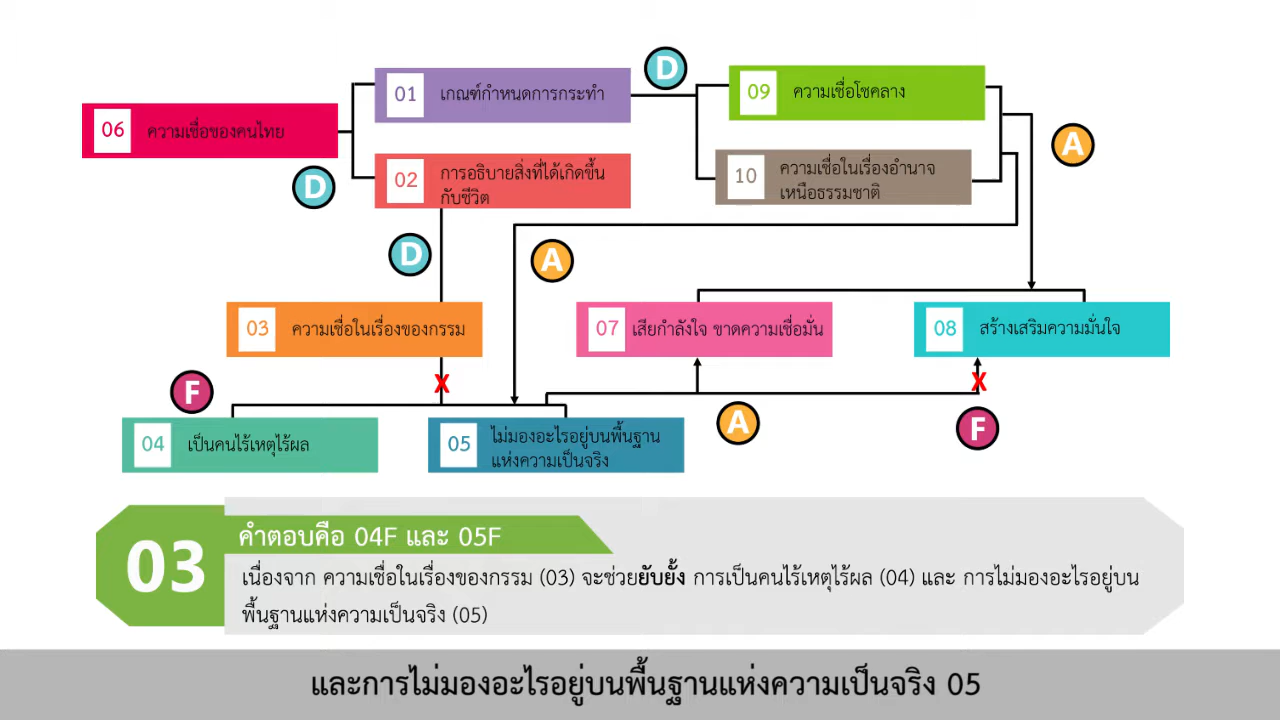 D
01 เกณฑ์กำหนดการกระทำ
09 ความเชื่อโชคลาง
06 ความเชื่อของคนไทย
A
02 การอธิบายสิ่งที่ได้เกิดขึ้น
กับชีวิต
10 ความเชื่อในเรื่องอำนาจ
เหนือธรรมชาติ
D
D
A
03 ความเชื่อในเรื่องของกรรม
07 เสียกำลังใจ ขาดความเชื่อมั่น
08 สร้างเสริมความมั่นใจ
X
X
F
A
F
04 เป็นคนไร้เหตุไร้ผล
05 ไม่มองอะไรอยู่บนพื้นฐาน
แห่งความเป็นจริง
03
คำตอบคือ 04F และ 05F
เนื่องจาก ความเชื่อในเรื่องของกรรม (03) จะช่วยยับยั้ง การเป็นคนไร้เหตุไร้ผล (04) และ การไม่มองอะไรอยู่บน
พื้นฐานแห่งความเป็นจริง (05)
และการไม่มองอะไรอยู่บนพื้นฐานแห่งความเป็นจริง 05